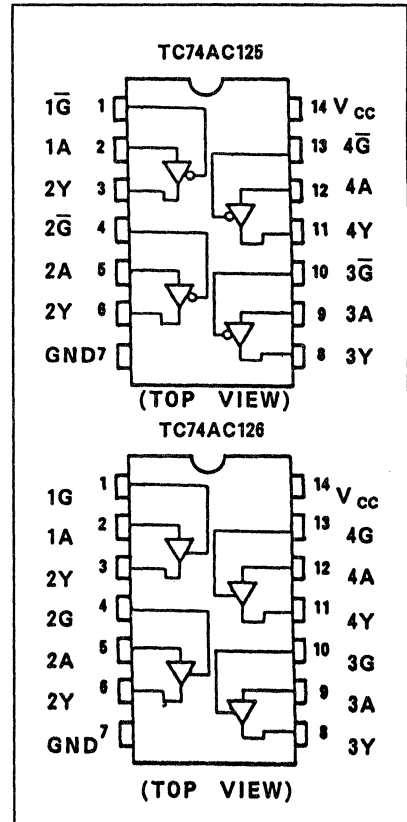 TC74AC125
1G̅ 1
14 Vcc
1A 2
13 4G̅
2Y 3
12 4A
2G̅ 4
11 4Y
2A 5
10 3G̅
2Y 6
9 3A
GND 7
8 3Y
(TOP VIEW)
TC74AC126
1G 1
14 Vcc
1A 2
13 4G
2Y 3
12 4A
2G 4
11 4Y
2A 5
10 3G
2Y 6
9 3A
GND 7
8 3Y
(TOP VIEW)